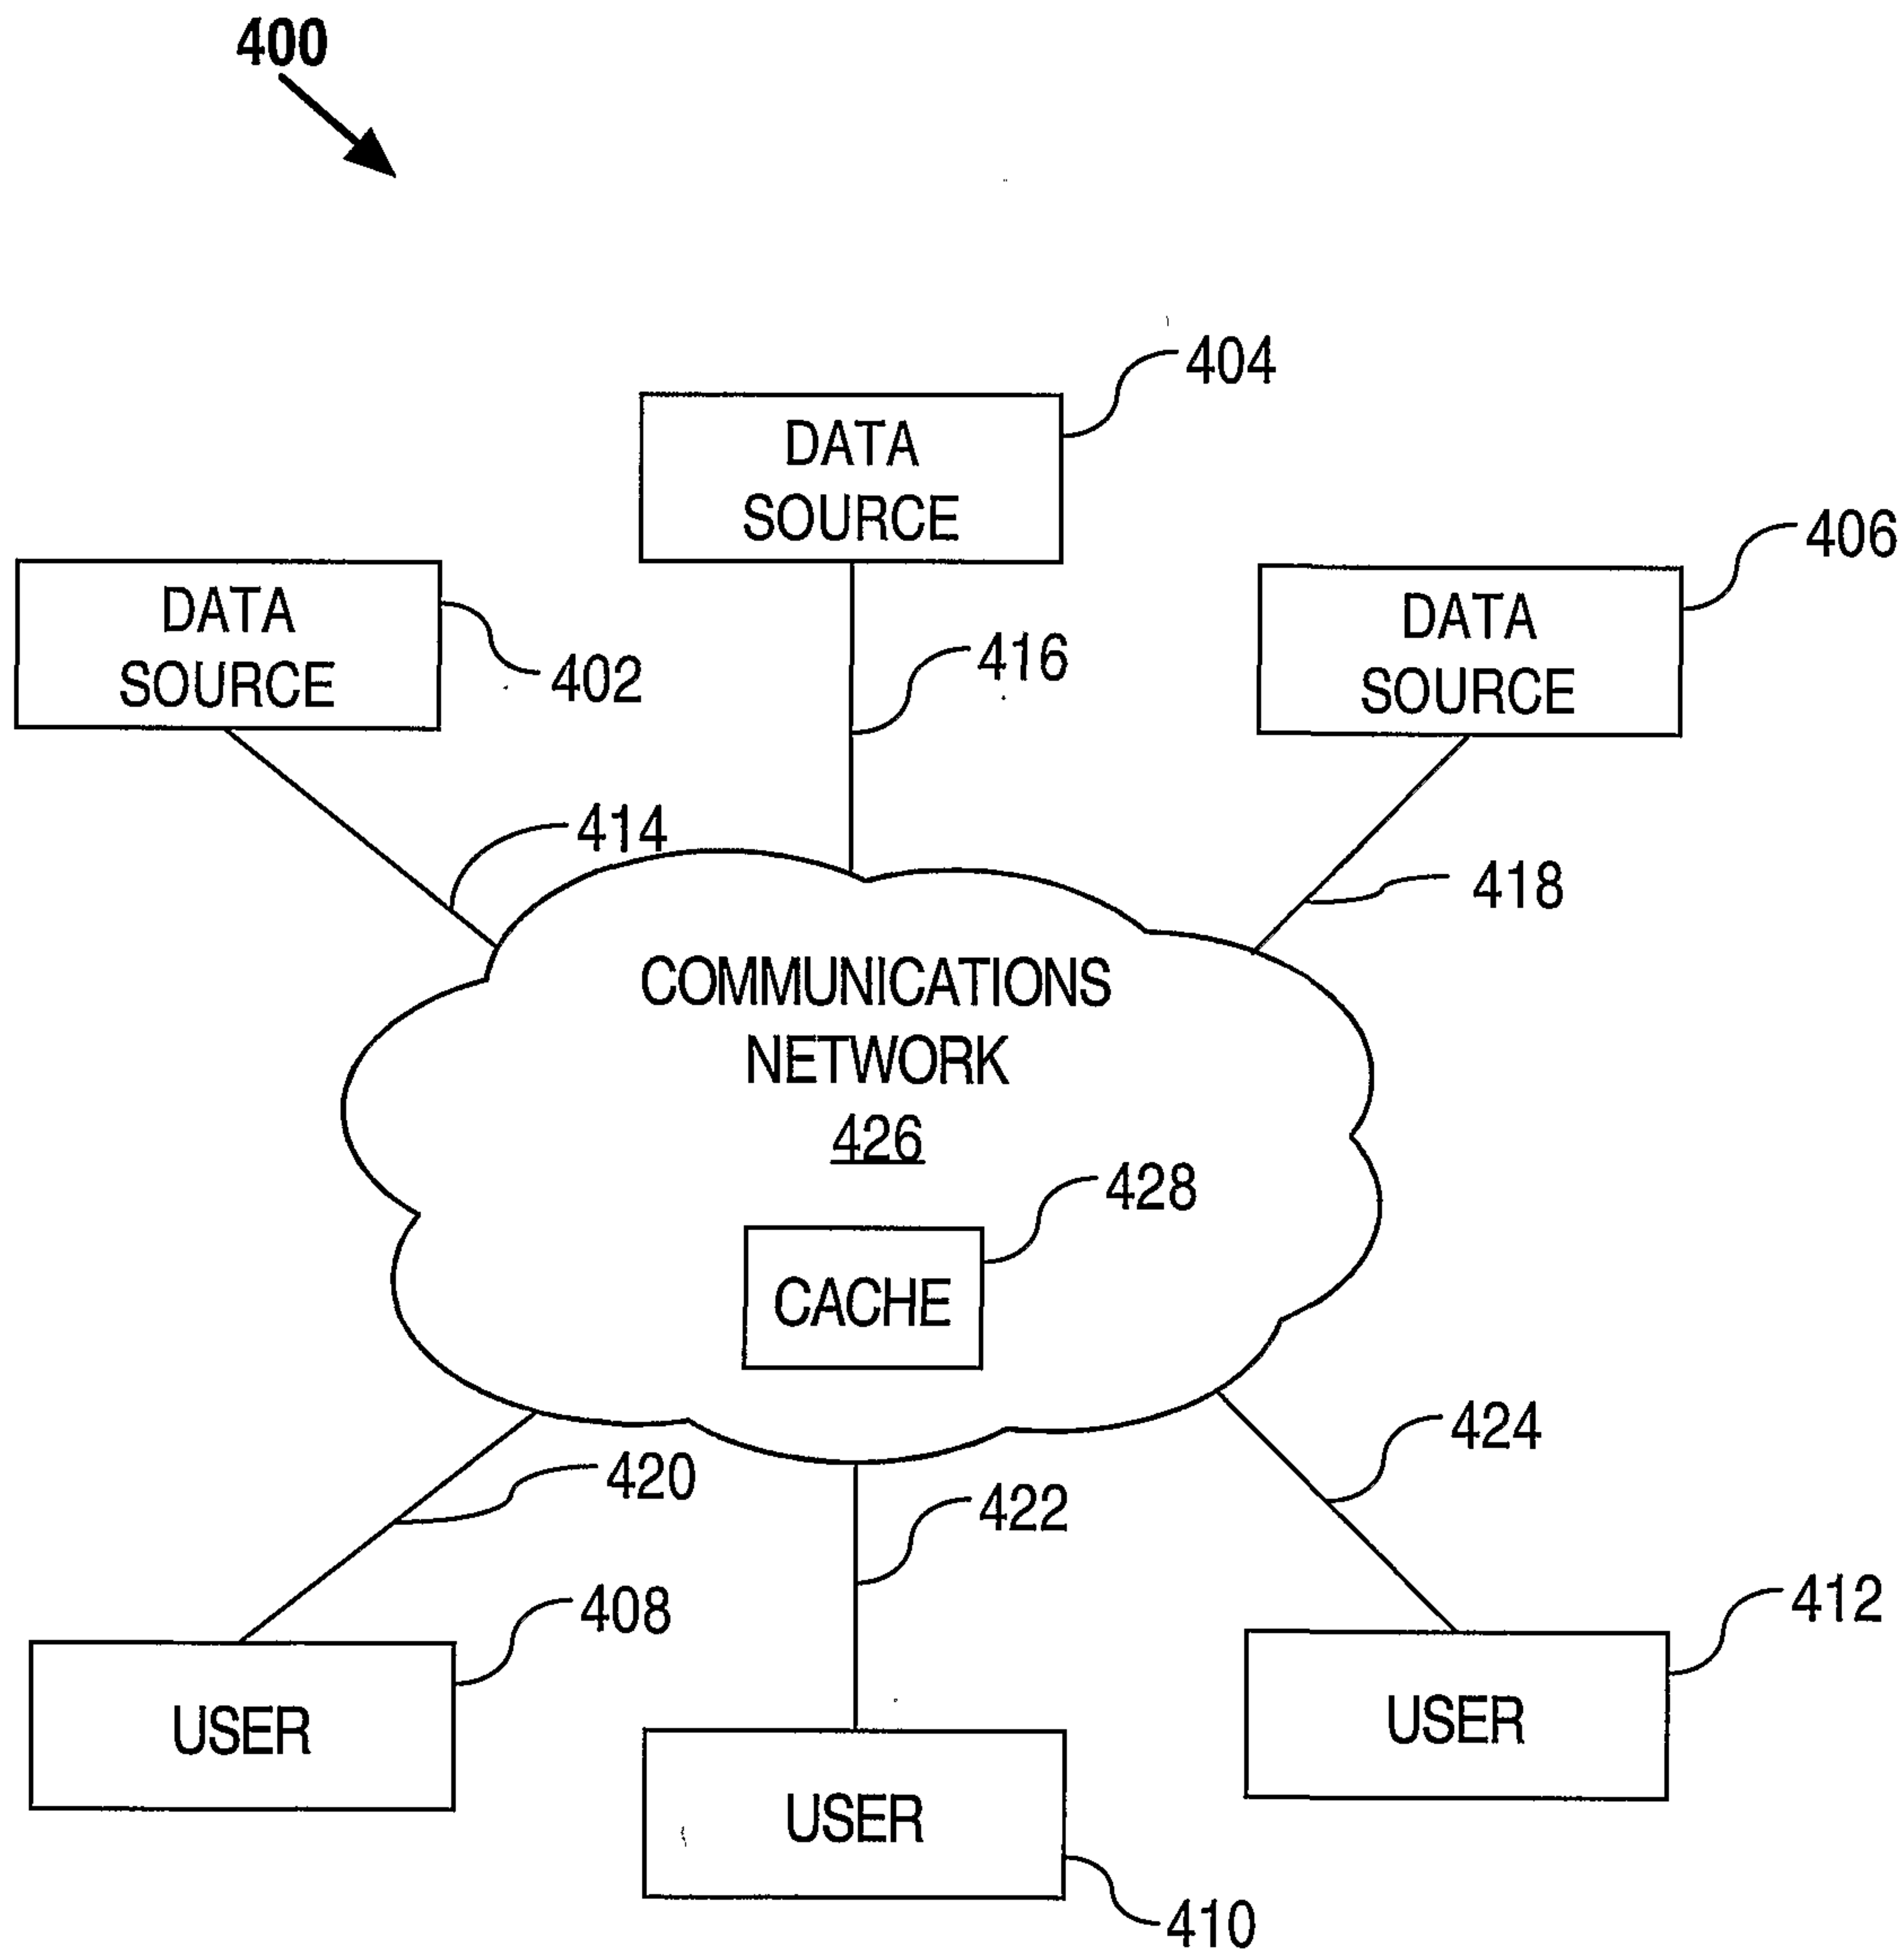 400
404
DATA
SOURCE
406
DATA
SOURCE
402
DATA
SOURCE
416
414
418
COMMUNICATIONS
NETWORK
426
428
CACHE
424
420
422
408
412
USER
USER
USER
410